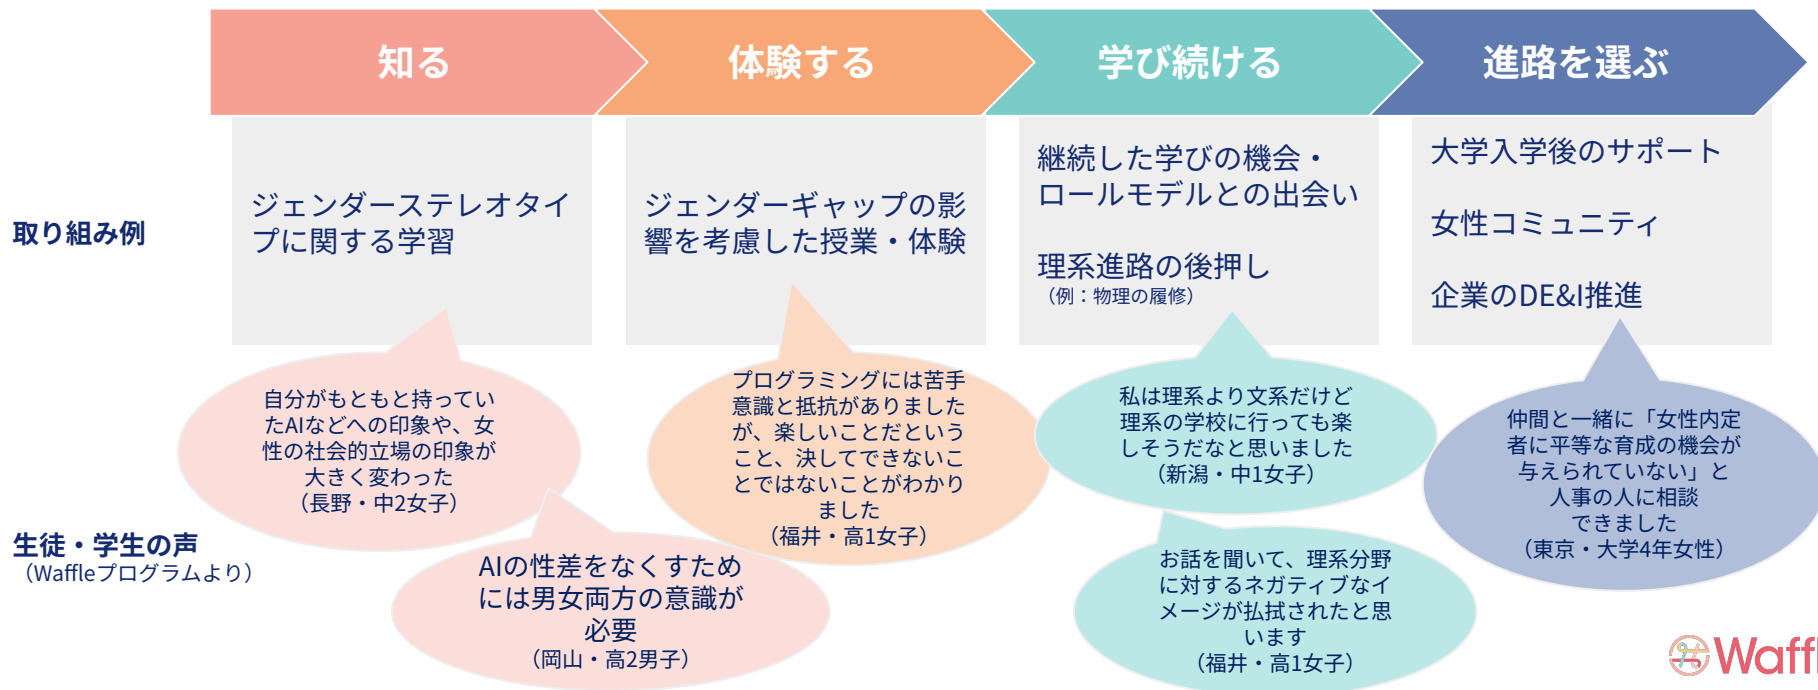 知る
体験する
学び続ける
進路を選ぶ
取り組み例
ジェンダーステレオタイ
プに関する学習
ジェンダーギャップの影
響を考慮した授業・体験
継続した学びの機会・
ロールモデルとの出会い
理系進路の後押し
（例：物理の履修）
大学入学後のサポート
女性コミュニティ
企業のDE&I推進
生徒・学生の声
（Waffleプログラムより）
自分がもともと持ってい
たAIなどへの印象や、女
性の社会的立場の印象が
大きく変わった
（長野・中2女子）
AIの性差をなくすため
には男女両方の意識が
必要
（岡山・高2男子）
プログラミングには苦手
意識と抵抗がありました
が、楽しいことだという
こと、決してできないこ
とではないことがわかり
ました
（福井・高1女子）
私は理系より文系だけど
理系の学校に行っても楽
しそうだなと思いました
（新潟・中1女子）
お話を聞いて、理系分野
に対するネガティブなイ
メージが払拭されたと思
います
（福井・高1女子）
仲間と一緒に「女性内定
者に平等な育成の機会が
与えられていない」と
人事の人に相談
できました
（東京・大学4年女性）
Waffl